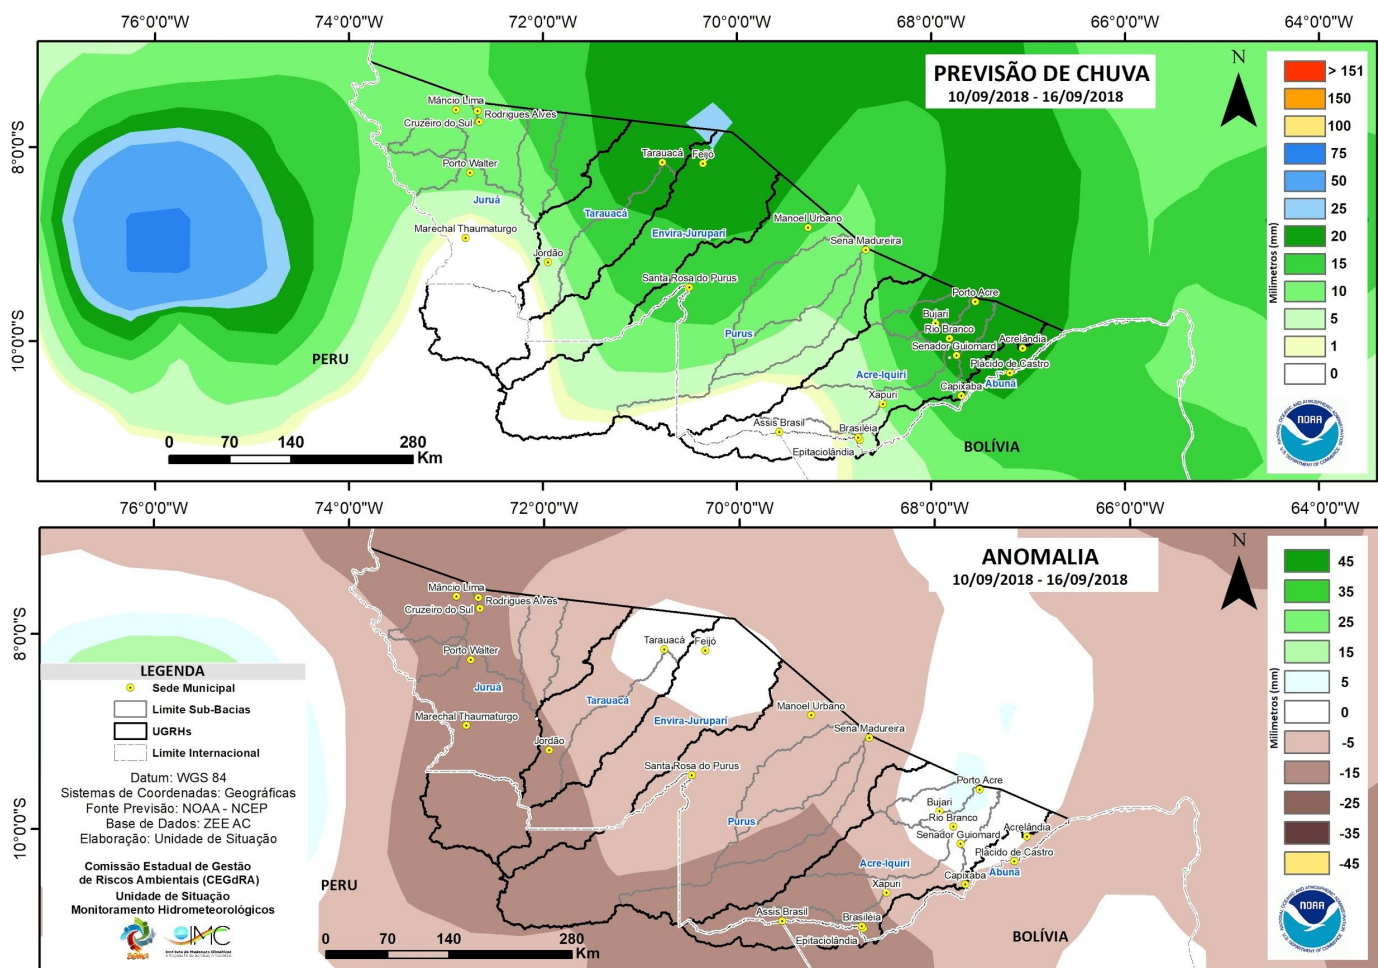 76°0'0"W 74°0'0"W 72°0'0"W 70°0'0"W 68°0'0"W 66°0'0"W 64°0'0"W
PREVISÃO DE CHUVA
10/09/2018 - 16/09/2018
N
> 151
150
100
75
50
25
20
15
10
5
1
0
Milimetros (mm)
NOAA
8°0'0"S
10°0'0"S
Mâncio Lima
Rodrigues Alves
Cruzeiro do Sul
Porto Walter
Juruá
Marechal Thaumaturgo
Tarauacá
Feijó
Tarauacá
Envira-Jurupari
Jordão
Manoel Urbano
Sena Madureira
Santa Rosa do Purus
Purus
Porto Acre
Bujari
Rio Branco
Senador Guiomard
Acrelândia
Plácido de Castro
Abunã
Acre-Iquiri
Capixaba
Xapuri
Assis Brasil
Brasiléia
Epitaciolândia
PERU
BOLÍVIA
0 70 140 280
Km
76°0'0"W 74°0'0"W 72°0'0"W 70°0'0"W 68°0'0"W 66°0'0"W 64°0'0"W
ANOMALIA
10/09/2018 - 16/09/2018
N
45
35
25
15
5
0
-5
-15
-25
-35
-45
Milimetros (mm)
NOAA
8°0'0"S
10°0'0"S
Mâncio Lima
Rodrigues Alves
Cruzeiro do Sul
Porto Walter
Juruá
Marechal Thaumaturgo
Tarauacá
Feijó
Tarauacá
Envira-Jurupari
Jordão
Manoel Urbano
Sena Madureira
Santa Rosa do Purus
Purus
Porto Acre
Bujari
Rio Branco
Senador Guiomard
Acrelândia
Plácido de Castro
Abunã
Acre-Iquiri
Capixaba
Xapuri
Assis Brasil
Brasiléia
Epitaciolândia
PERU
BOLÍVIA
0 70 140 280
Km
LEGENDA
Sede Municipal
Limite Sub-Bacias
UGRHs
Limite Internacional
Datum: WGS 84
Sistemas de Coordenadas: Geográficas
Fonte Previsão: NOAA - NCEP
Base de Dados: ZEE AC
Elaboração: Unidade de Situação
Comissão Estadual de Gestão
de Riscos Ambientais (CEGdRA)
Unidade de Situação
Monitoramento Hidrometeorológicos
SEMA
IMC